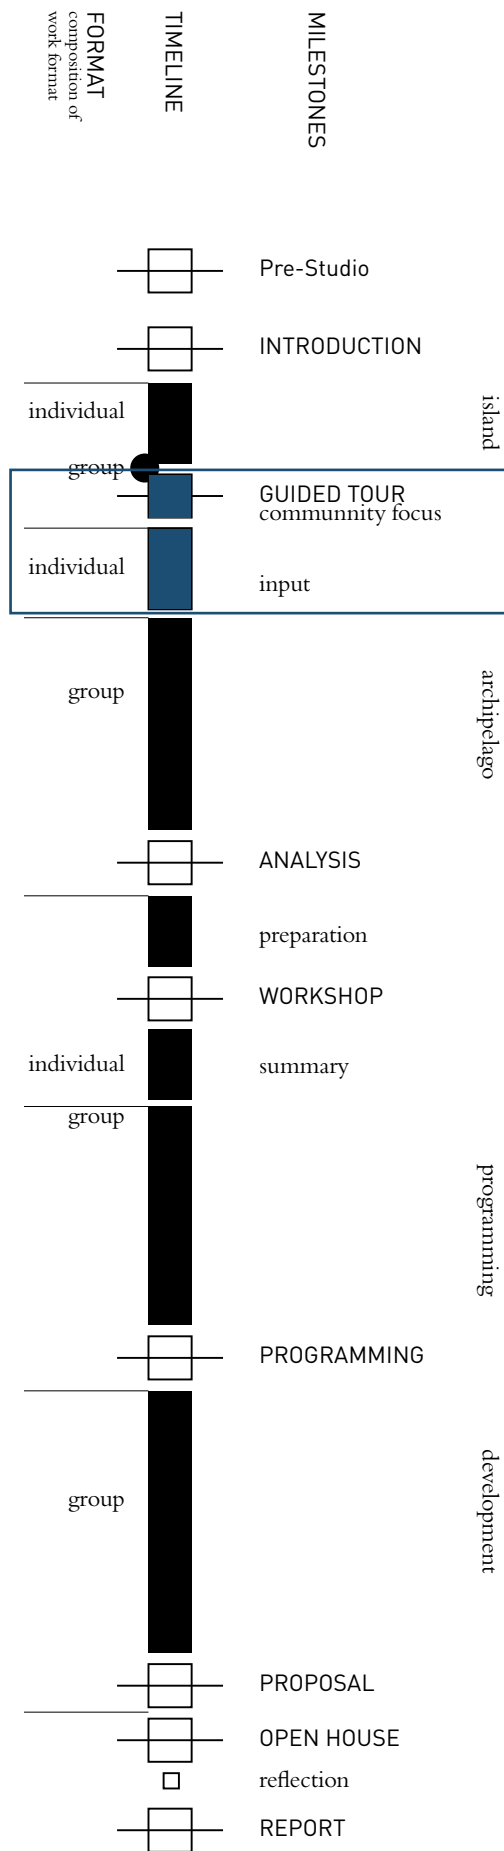 FORMAT
composition of
work format
TIMELINE
MILESTONES
Pre-Studio
INTRODUCTION
individual
island
group
GUIDED TOUR
communnity focus
individual
input
group
archipelago
ANALYSIS
preparation
WORKSHOP
individual
summary
group
programming
PROGRAMMING
group
development
PROPOSAL
OPEN HOUSE
reflection
REPORT